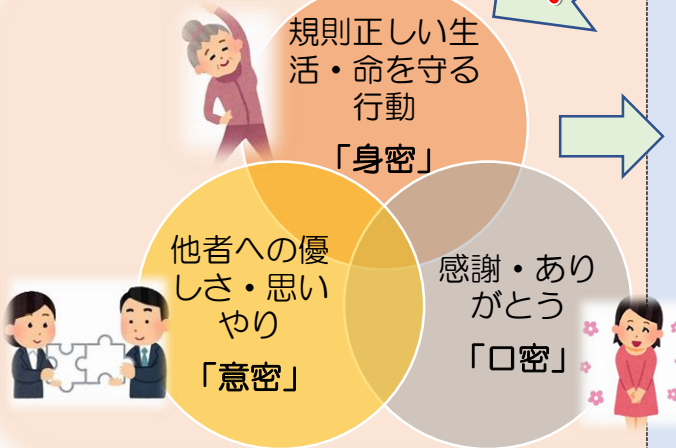 規則正しい生
活・命を守る
行動
「身密」
他者への優
しさ・思い
やり
「意密」
感謝・あり
がとう
「口密」